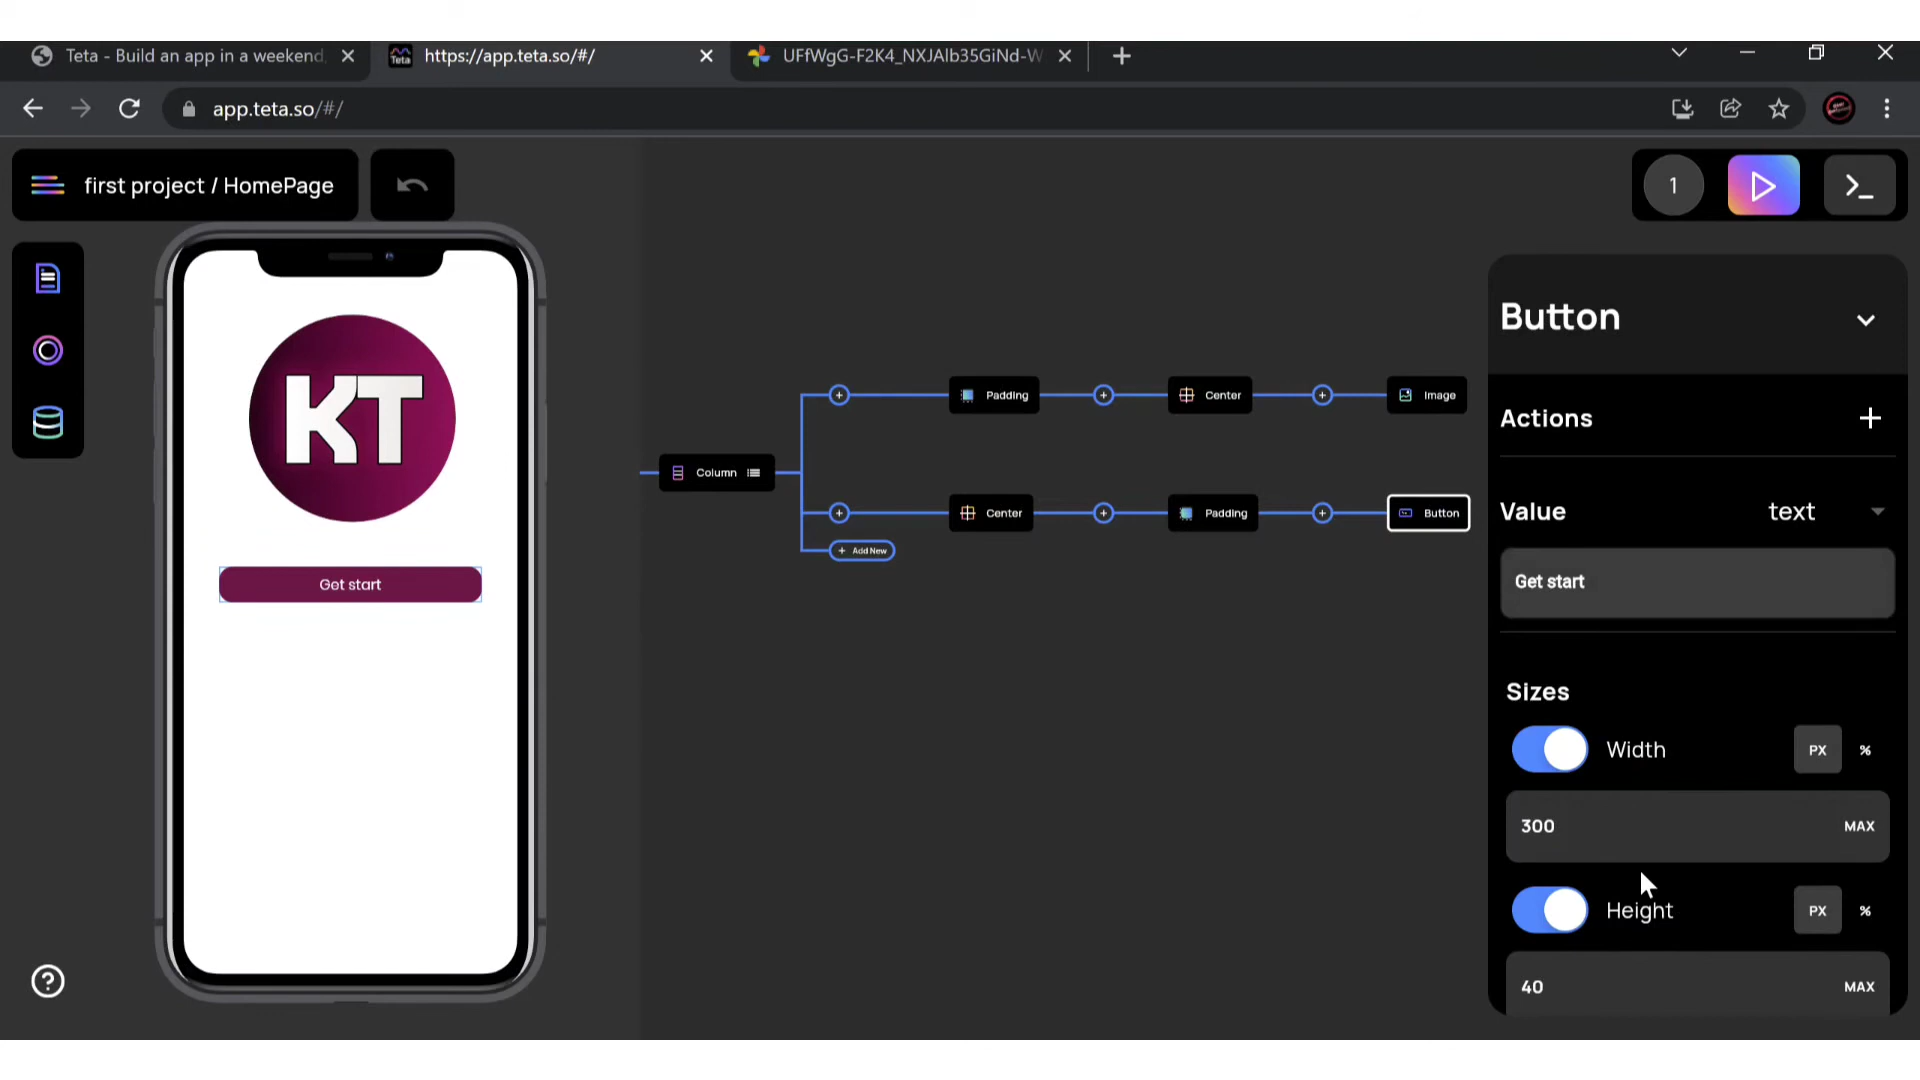 Teta - Build an app in a weekend,
Teta
https://app.teta.so/#/
UFfWgG-F2K4_NXJAlb35GiNd-W
app.teta.so/#/
first project / HomePage
1
KT
Get start
Padding
Center
Image
Column
Center
Padding
Button
+ Add New
Button
Actions
Value
text
Get start
Sizes
Width
PX
%
300
MAX
Height
PX
%
40
MAX